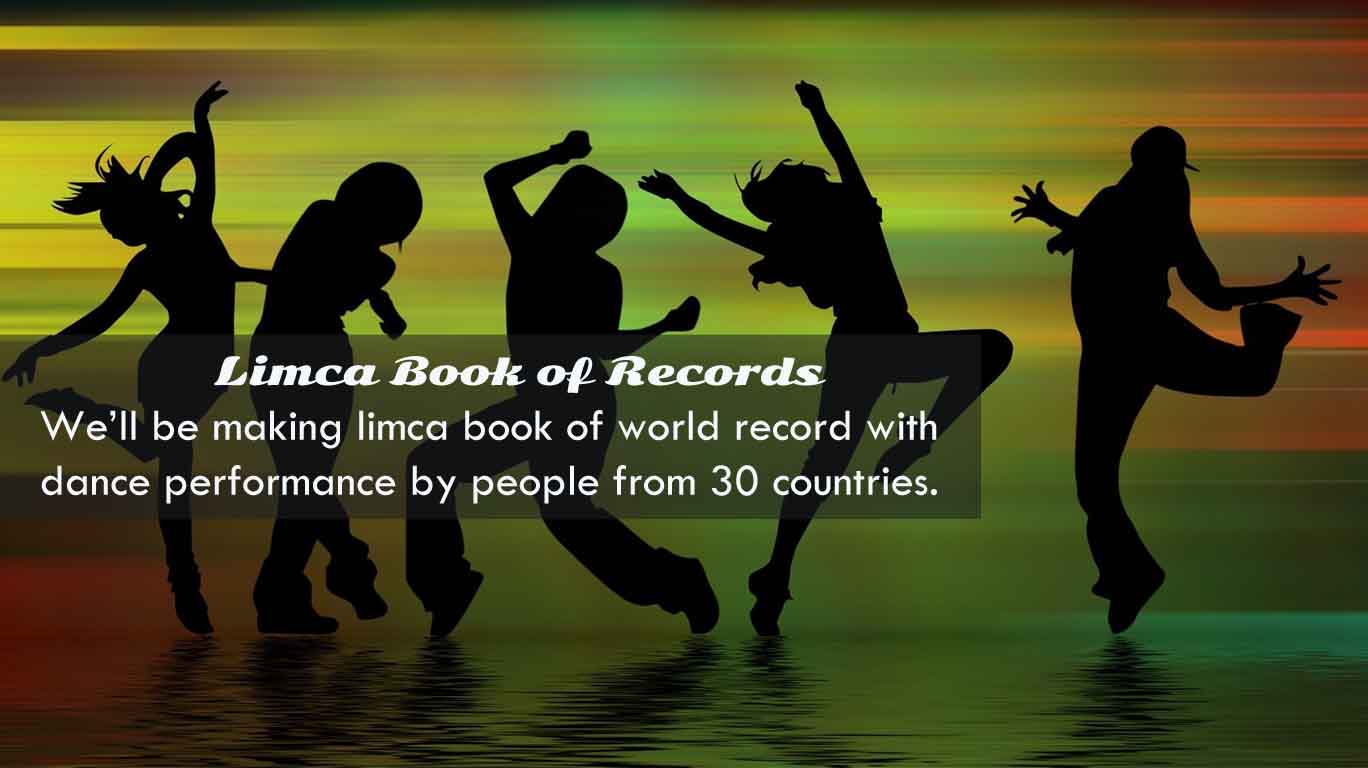 Limca Book of Records
We’ll be making limca book of world record with
dance performance by people from 30 countries.